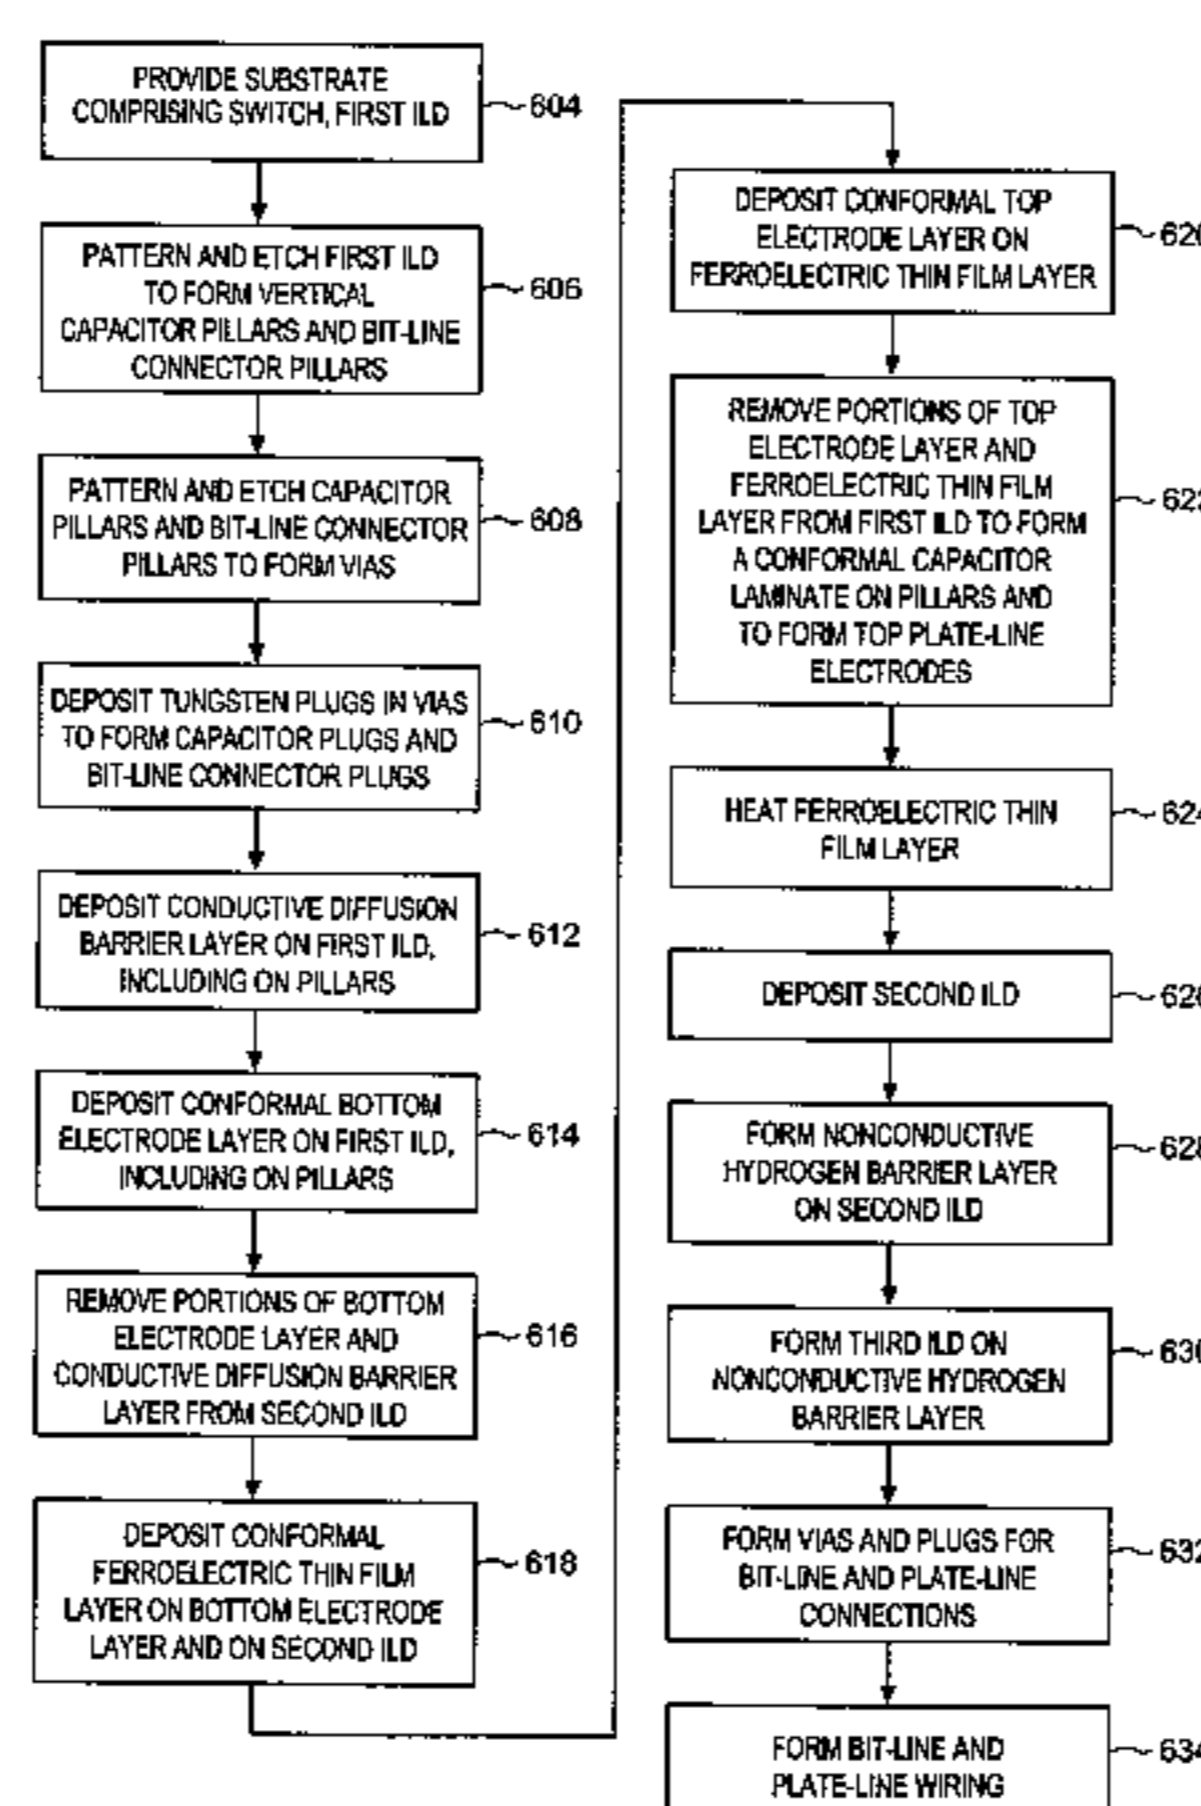 PROVIDE SUBSTRATE
COMPRISING SWITCH, FIRST ILD
604
PATTERN AND ETCH FIRST ILD
TO FORM VERTICAL
CAPACITOR PILLARS AND BIT-LINE
CONNECTOR PILLARS
606
PATTERN AND ETCH CAPACITOR
PILLARS AND BIT-LINE CONNECTOR
PILLARS TO FORM VIAS
608
DEPOSIT TUNGSTEN PLUGS IN VIAS
TO FORM CAPACITOR PLUGS AND
BIT-LINE CONNECTOR PLUGS
610
DEPOSIT CONDUCTIVE DIFFUSION
BARRIER LAYER ON FIRST ILD,
INCLUDING ON PILLARS
612
DEPOSIT CONFORMAL BOTTOM
ELECTRODE LAYER ON FIRST ILD,
INCLUDING ON PILLARS
614
REMOVE PORTIONS OF BOTTOM
ELECTRODE LAYER AND
CONDUCTIVE DIFFUSION BARRIER
LAYER FROM SECOND ILD
616
DEPOSIT CONFORMAL
FERROELECTRIC THIN FILM
LAYER ON BOTTOM ELECTRODE
LAYER AND ON SECOND ILD
618
DEPOSIT CONFORMAL TOP
ELECTRODE LAYER ON
FERROELECTRIC THIN FILM LAYER
620
REMOVE PORTIONS OF TOP
ELECTRODE LAYER AND
FERROELECTRIC THIN FILM
LAYER FROM FIRST ILD TO FORM
A CONFORMAL CAPACITOR
LAMINATE ON PILLARS AND
TO FORM TOP PLATE-LINE
ELECTRODES
622
HEAT FERROELECTRIC THIN
FILM LAYER
624
DEPOSIT SECOND ILD
626
FORM NONCONDUCTIVE
HYDROGEN BARRIER LAYER
ON SECOND ILD
628
FORM THIRD ILD ON
NONCONDUCTIVE HYDROGEN
BARRIER LAYER
630
FORM VIAS AND PLUGS FOR
BIT-LINE AND PLATE-LINE
CONNECTIONS
632
FORM BIT-LINE AND
PLATE-LINE WIRING
634